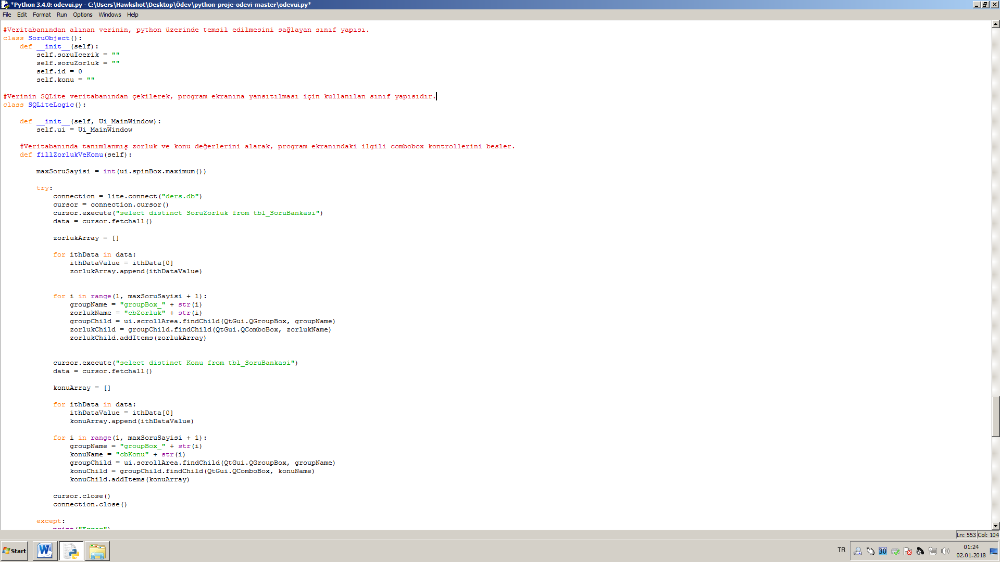 *Python 3.4.0: odevui.py - C:\Users\Hawkshot\Desktop\Ödev\python-proje-odevi-master\odevui.py*
File Edit Format Run Options Windows Help
#Veritabanından alınan verinin, python üzerinde temsil edilmesini sağlayan sınıf yapısı.
class SoruObject():
    def __init__(self):
        self.soruIcerik = ""
        self.soruZorluk = ""
        self.id = 0
        self.konu = ""
#Verinin SQLite veritabanından çekilerek, program ekranına yansıtılması için kullanılan sınıf yapısıdır.
class SQLiteLogic():
    def __init__(self, Ui_MainWindow):
        self.ui = Ui_MainWindow
    #Veritabanında tanımlanmış zorluk ve konu değerlerini alarak, program ekranındaki ilgili combobox kontrollerini besler.
    def fillZorlukVeKonu(self):
        maxSoruSayisi = int(ui.spinBox.maximum())
        try:
            connection = lite.connect("ders.db")
            cursor = connection.cursor()
            cursor.execute("select distinct SoruZorluk from tbl_SoruBankasi")
            data = cursor.fetchall()
            zorlukArray = []
            for ithData in data:
                ithDataValue = ithData[0]
                zorlukArray.append(ithDataValue)
            for i in range(1, maxSoruSayisi + 1):
                groupName = "groupBox_" + str(i)
                zorlukName = "cbZorluk" + str(i)
                groupChild = ui.scrollArea.findChild(QtGui.QGroupBox, groupName)
                zorlukChild = groupChild.findChild(QtGui.QComboBox, zorlukName)
                zorlukChild.addItems(zorlukArray)
            cursor.execute("select distinct Konu from tbl_SoruBankasi")
            data = cursor.fetchall()
            konuArray = []
            for ithData in data:
                ithDataValue = ithData[0]
                konuArray.append(ithDataValue)
            for i in range(1, maxSoruSayisi + 1):
                groupName = "groupBox_" + str(i)
                konuName = "cbKonu" + str(i)
                groupChild = ui.scrollArea.findChild(QtGui.QGroupBox, groupName)
                konuChild = groupChild.findChild(QtGui.QComboBox, konuName)
                konuChild.addItems(konuArray)
            cursor.close()
            connection.close()
        except:
            print("Error")
Ln: 553 Col: 104
Start
TR
30
01:24
02.01.2018